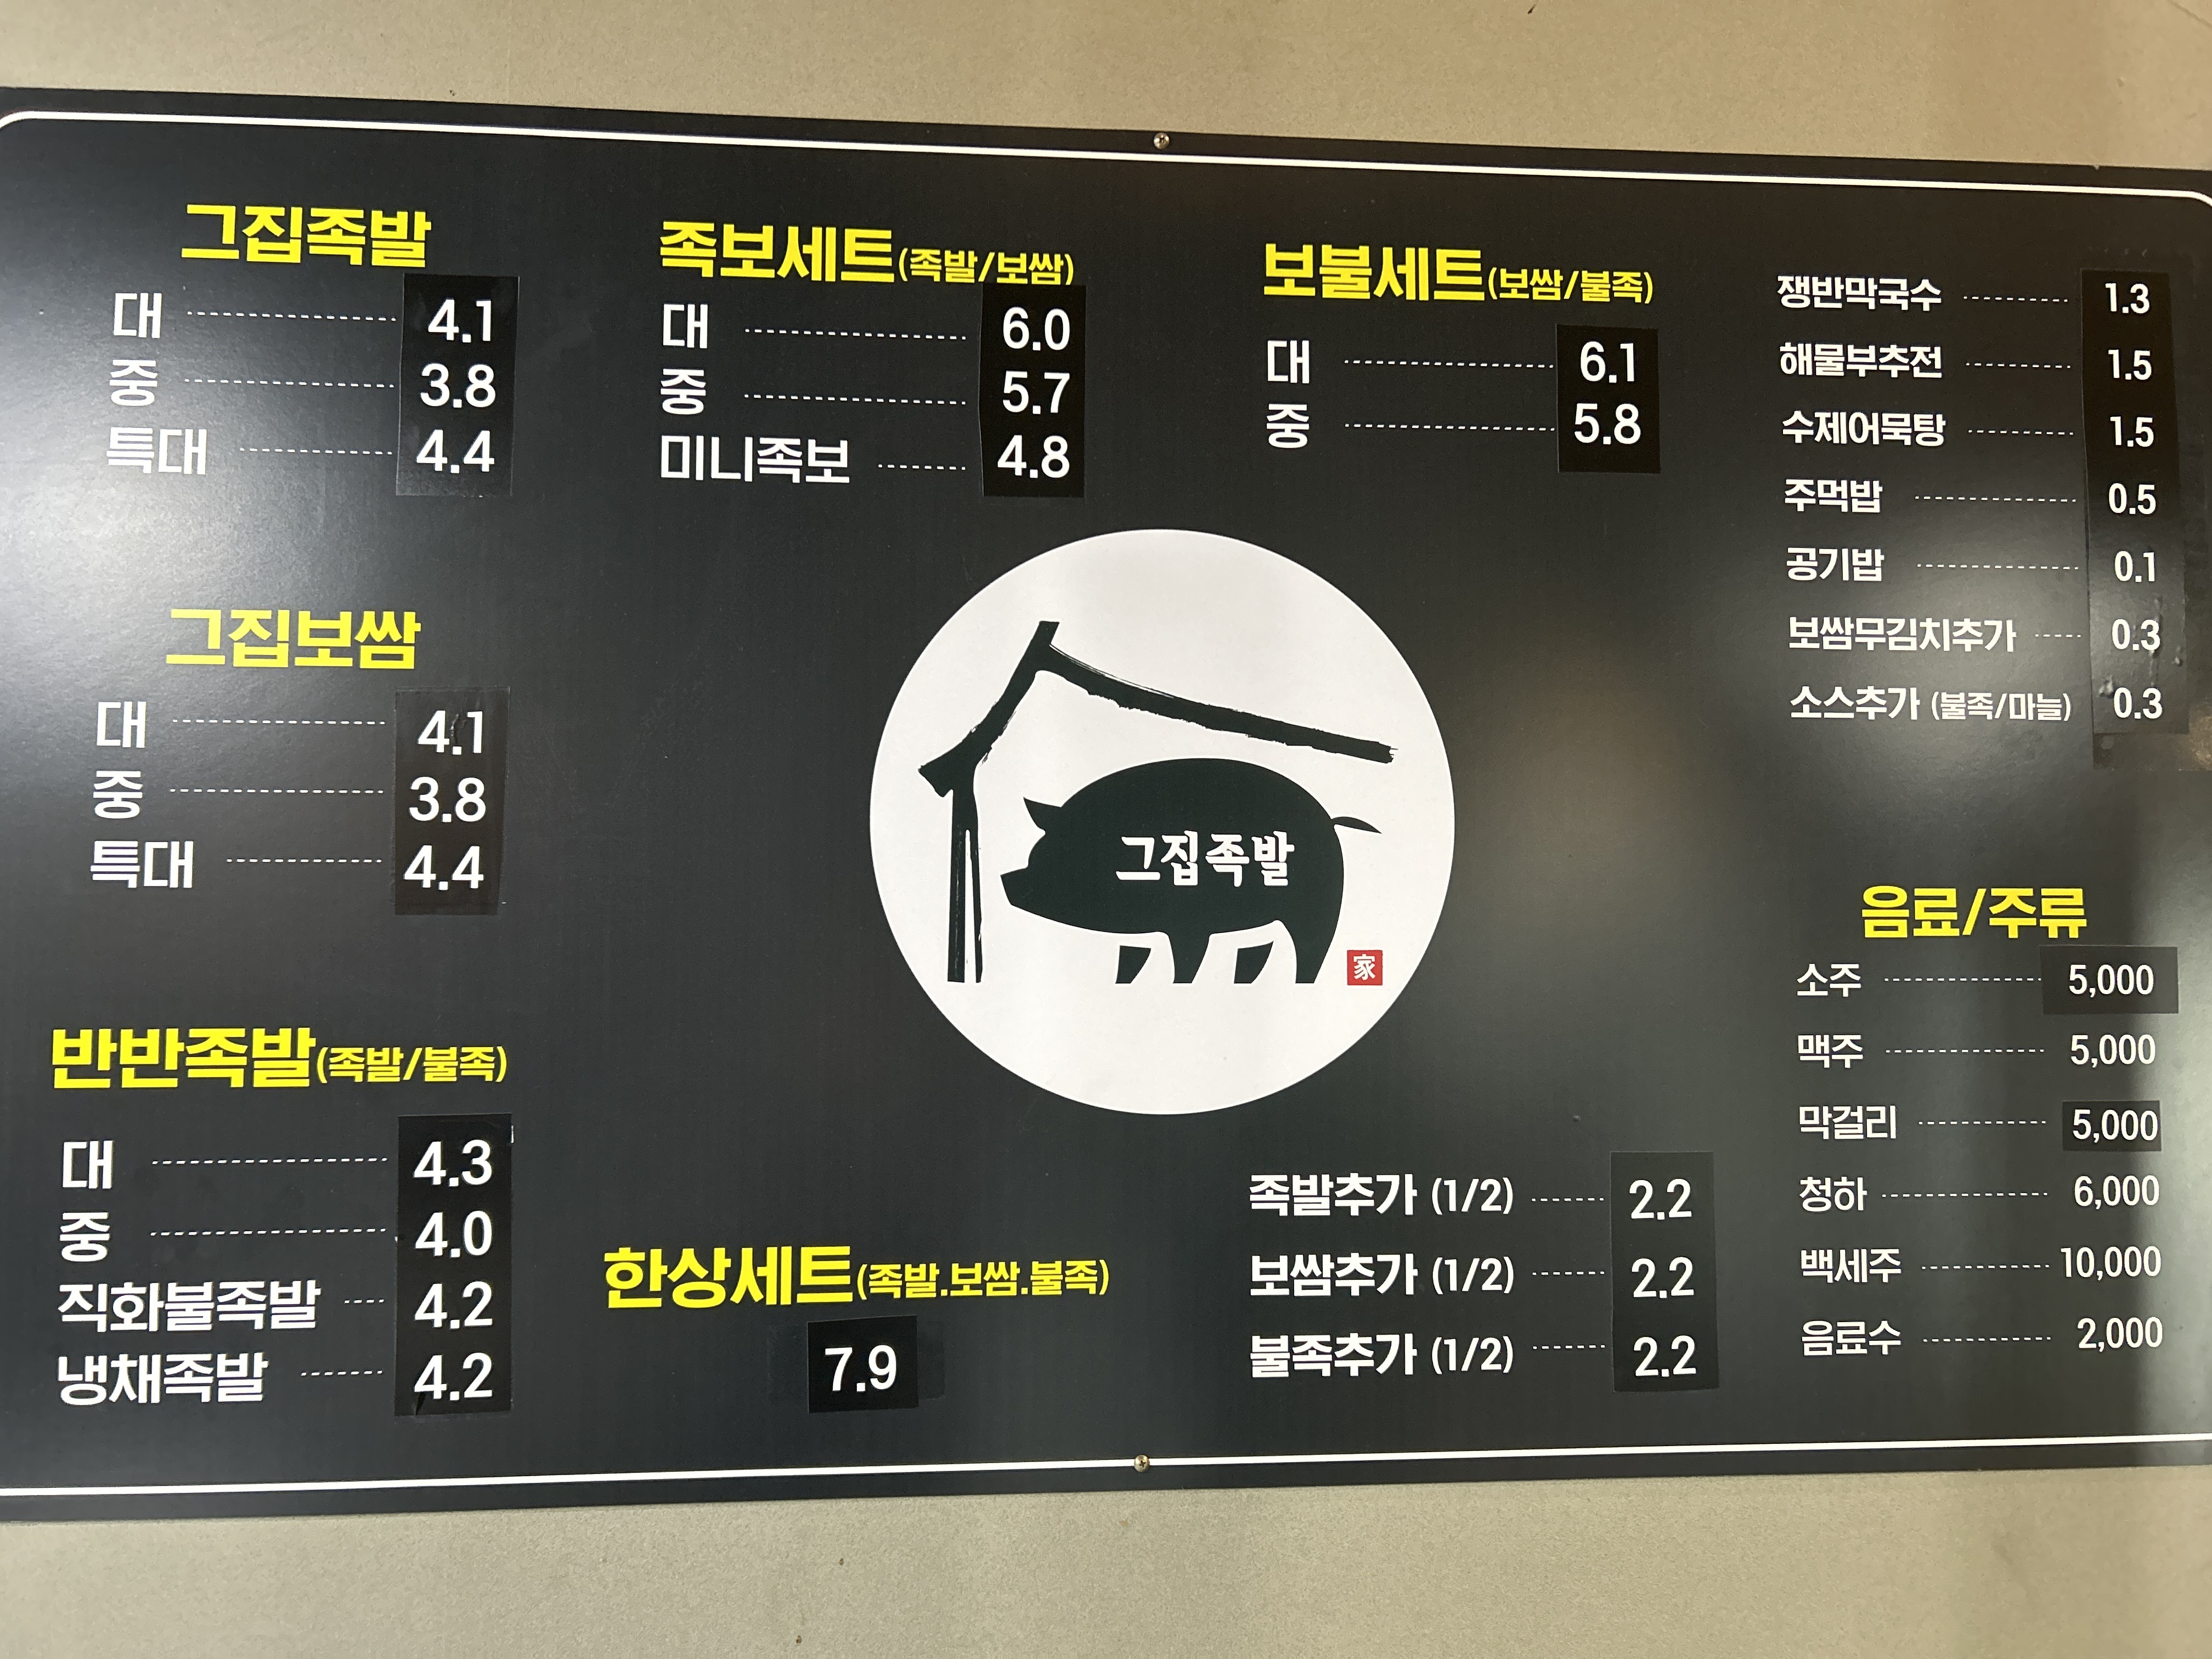 그집족발
대 4.1
중 3.8
특대 4.4
그집보쌈
대 4.1
중 3.8
특대 4.4
반반족발(족발/불족)
대 4.3
중 4.0
직화불족발 4.2
냉채족발 4.2
족보세트(족발/보쌈)
대 6.0
중 5.7
미니족보 4.8
보불세트(보쌈/불족)
대 6.1
중 5.8
그집족발
家
한상세트(족발.보쌈.불족)
7.9
족발추가 (1/2) 2.2
보쌈추가 (1/2) 2.2
불족추가 (1/2) 2.2
쟁반막국수 1.3
해물부추전 1.5
수제어묵탕 1.5
주먹밥 0.5
공기밥 0.1
보쌈무김치추가 0.3
소스추가 (불족/마늘) 0.3
음료/주류
소주 5,000
맥주 5,000
막걸리 5,000
청하 6,000
백세주 10,000
음료수 2,000